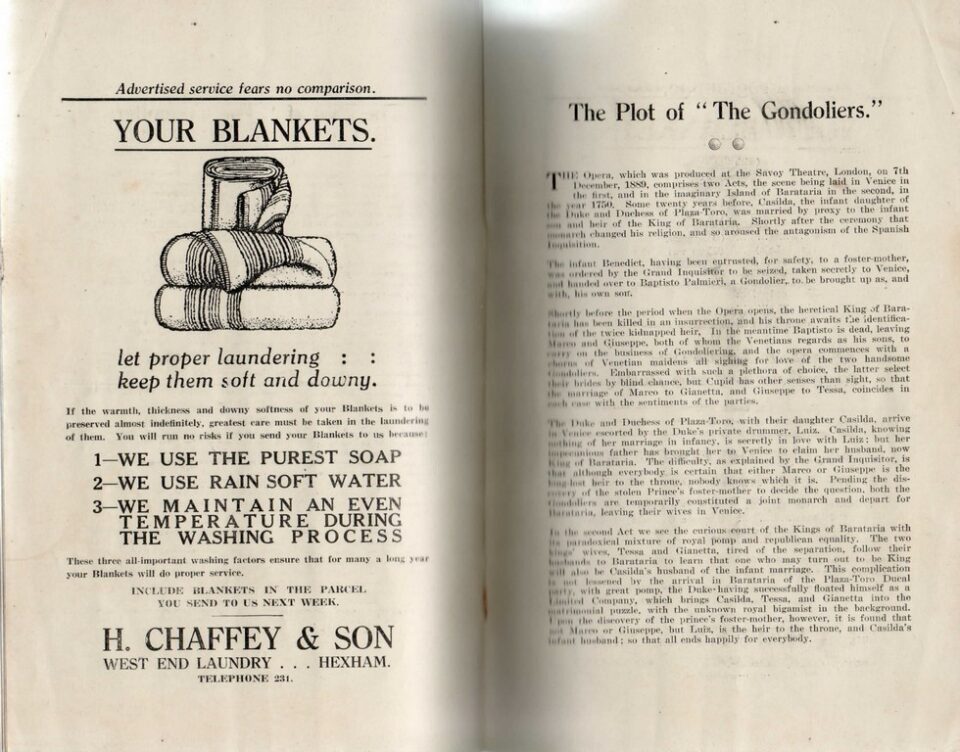 Advertised service fears no comparison.
YOUR BLANKETS.
let proper laundering : :
keep them soft and downy.
If the warmth, thickness and downy softness of your Blankets is to be
preserved almost indefinitely, greatest care must be taken in the laundering
of them. You will run no risks if you send your Blankets to us because:
1—WE USE THE PUREST SOAP
2—WE USE RAIN SOFT WATER
3—WE MAINTAIN AN EVEN
TEMPERATURE DURING
THE WASHING PROCESS
These three all-important washing factors ensure that for many a long year
your Blankets will do proper service.
INCLUDE BLANKETS IN THE PARCEL
YOU SEND TO US NEXT WEEK.
H. CHAFFEY & SON
WEST END LAUNDRY . . . HEXHAM.
TELEPHONE 231.
The Plot of "The Gondoliers."
THE Opera, which was produced at the Savoy Theatre, London, on 7th
December, 1889, comprises two Acts, the scene being laid in Venice in
the first, and in the imaginary Island of Barataria in the second, in
the year 1750. Some twenty years before, Casilda, the infant daughter of
the Duke and Duchess of Plaza-Toro, was married by proxy to the infant
son and heir of the King of Barataria. Shortly after the ceremony that
monarch changed his religion, and so aroused the antagonism of the Spanish
Inquisition.
The infant Benedict, having been entrusted, for safety, to a foster-mother,
was ordered by the Grand Inquisitor to be seized, taken secretly to Venice,
and handed over to Baptisto Palmieri, a Gondolier, to be brought up as, and
with, his own son.
Shortly before the period when the Opera opens, the heretical King of Bara-
taria has been killed in an insurrection, and his throne awaits the identifica-
tion of the twice kidnapped heir. In the meantime Baptisto is dead, leaving
Marco and Giuseppe, both of whom the Venetians regards as his sons, to
carry on the business of Gondoliering, and the opera commences with a
chorus of Venetian maidens all sighing for love of the two handsome
Gondoliers. Embarrassed with such a plethora of choice, the latter select
their brides by blind chance, but Cupid has other senses than sight, so that
the marriage of Marco to Gianetta, and Giuseppe to Tessa, coincides in
each case with the sentiments of the parties.
The Duke and Duchess of Plaza-Toro, with their daughter Casilda, arrive
in Venice escorted by the Duke's private drummer, Luiz. Casilda, knowing
nothing of her marriage in infancy, is secretly in love with Luiz; but her
impecunious father has brought her to Venice to claim her husband, now
King of Barataria. The difficulty, as explained by the Grand Inquisitor, is
that although everybody is certain that either Marco or Giuseppe is the
long-lost heir to the throne, nobody knows which it is. Pending the dis-
covery of the stolen Prince's foster-mother to decide the question, both the
Gondoliers are temporarily constituted a joint monarch and depart for
Barataria, leaving their wives in Venice.
In the second Act we see the curious court of the Kings of Barataria with
its paradoxical mixture of royal pomp and republican equality. The two
kings' wives, Tessa and Gianetta, tired of the separation, follow their
husbands to Barataria to learn that one who may turn out to be King
will also be Casilda's husband of the infant marriage. This complication
is not lessened by the arrival in Barataria of the Plaza-Toro Ducal
party, with great pomp, the Duke having successfully floated himself as a
Limited Company, which brings Casilda, Tessa, and Gianetta into the
matrimonial puzzle, with the unknown royal bigamist in the background.
Upon the discovery of the prince's foster-mother, however, it is found that
not Marco or Giuseppe, but Luiz, is the heir to the throne, and Casilda's
infant husband; so that all ends happily for everybody.